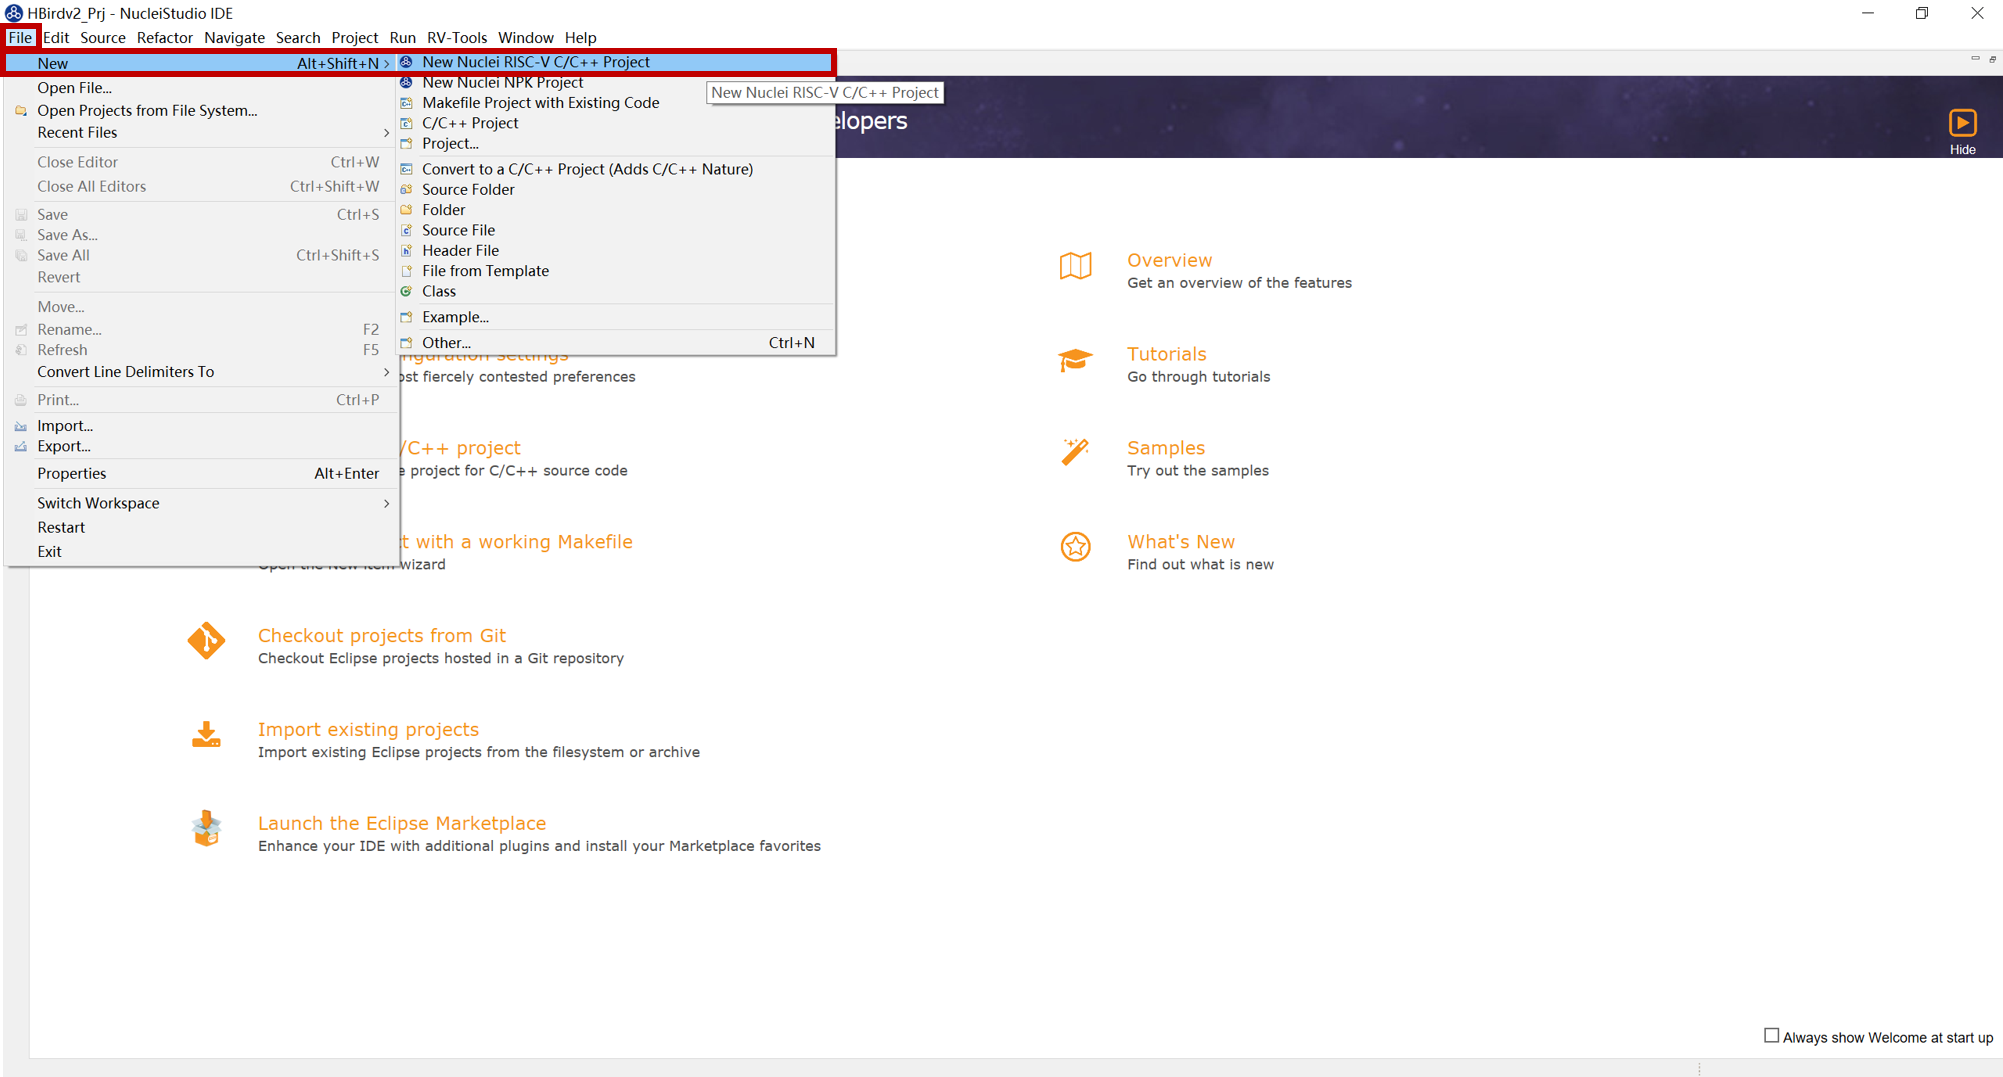 HBirdv2_Prj - NucleiStudio IDE
File Edit Source Refactor Navigate Search Project Run RV-Tools Window Help
New Alt+Shift+N
Open File...
Open Projects from File System...
Recent Files
Close Editor Ctrl+W
Close All Editors Ctrl+Shift+W
Save Ctrl+S
Save As...
Save All Ctrl+Shift+S
Revert
Move...
Rename... F2
Refresh F5
Convert Line Delimiters To
Print... Ctrl+P
Import...
Export...
Properties Alt+Enter
Switch Workspace
Restart
Exit
New Nuclei RISC-V C/C++ Project
New Nuclei NPK Project
Makefile Project with Existing Code
C/C++ Project
Project...
Convert to a C/C++ Project (Adds C/C++ Nature)
Source Folder
Folder
Source File
Header File
File from Template
Class
Example...
Other... Ctrl+N
New Nuclei RISC-V C/C++ Project
elopers
Hide
nguration settings
ost fiercely contested preferences
/C++ project
e project for C/C++ source code
ct with a working Makefile
Open the New item wizard
Checkout projects from Git
Checkout Eclipse projects hosted in a Git repository
Import existing projects
Import existing Eclipse projects from the filesystem or archive
Launch the Eclipse Marketplace
Enhance your IDE with additional plugins and install your Marketplace favorites
Overview
Get an overview of the features
Tutorials
Go through tutorials
Samples
Try out the samples
What's New
Find out what is new
Always show Welcome at start up